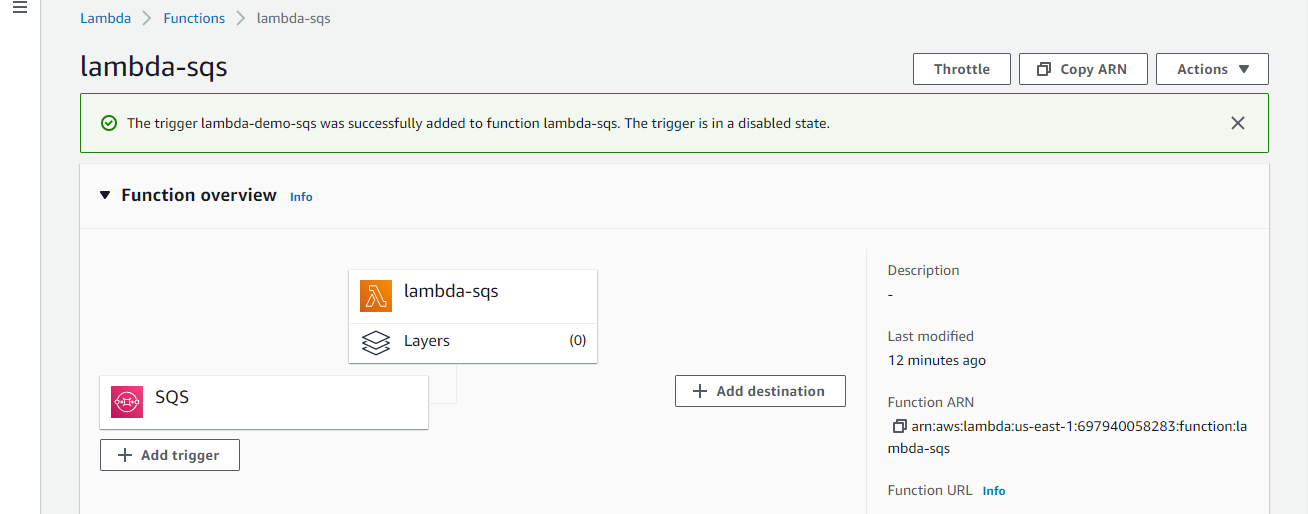 Lambda > Functions > lambda-sqs
lambda-sqs
Throttle
Copy ARN
Actions
The trigger lambda-demo-sqs was successfully added to function lambda-sqs. The trigger is in a disabled state.
Function overview Info
lambda-sqs
Layers (0)
SQS
Add trigger
Add destination
Description
-
Last modified
12 minutes ago
Function ARN
arn:aws:lambda:us-east-1:697940058283:function:la
mbda-sqs
Function URL Info